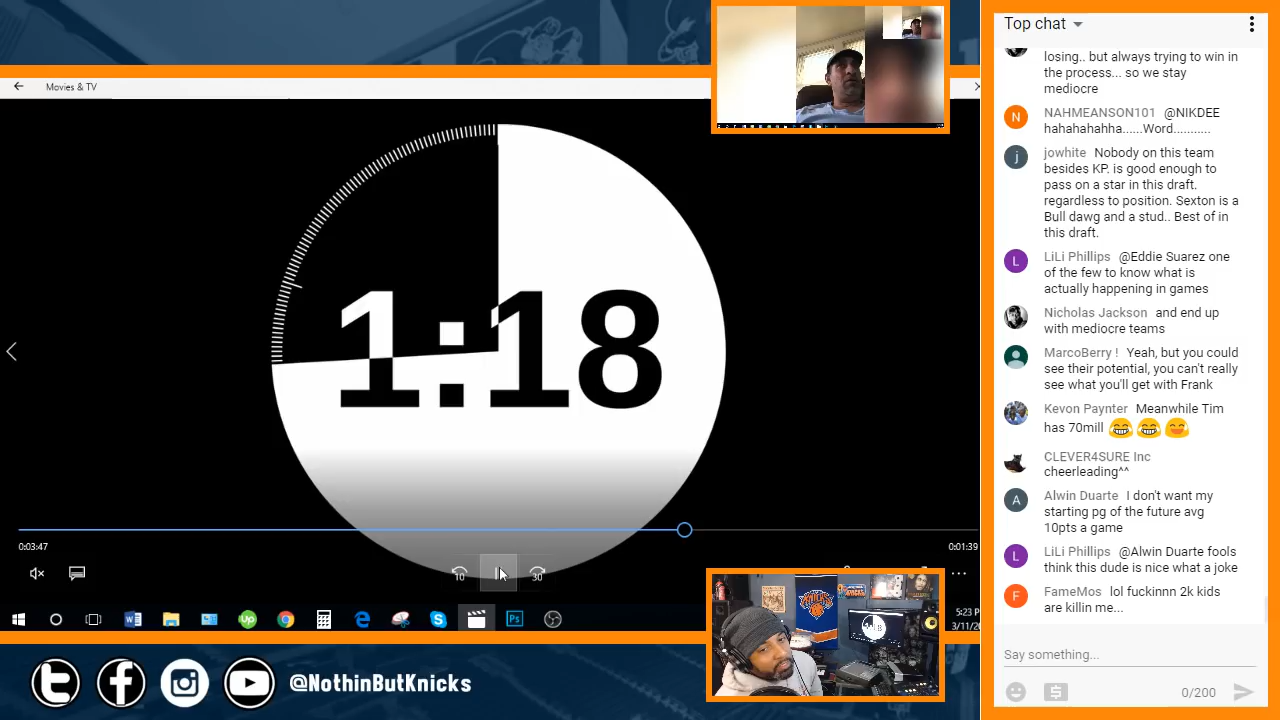 Movies & TV
1:18
0:03:47
0:01:39
10
30
Ps
5:23 P
3/11/20
@NothinButKnicks
Top chat
losing.. but always trying to win in
the process... so we stay
mediocre
N
NAHMEANSON101 @NIKDEE
hahahahahha......Word...........
j
jowhite Nobody on this team
besides KP. is good enough to
pass on a star in this draft.
regardless to position. Sexton is a
Bull dawg and a stud.. Best of in
this draft.
L
LiLi Phillips @Eddie Suarez one
of the few to know what is
actually happening in games
Nicholas Jackson and end up
with mediocre teams
MarcoBerry ! Yeah, but you could
see their potential, you can't really
see what you'll get with Frank
Kevon Paynter Meanwhile Tim
has 70mill 😂 😂 😅
CLEVER4SURE Inc
cheerleading^^
A
Alwin Duarte I don't want my
starting pg of the future avg
10pts a game
L
LiLi Phillips @Alwin Duarte fools
think this dude is nice what a joke
F
FameMos lol fuckinnn 2k kids
are killin me...
Say something...
0/200
KNICKS